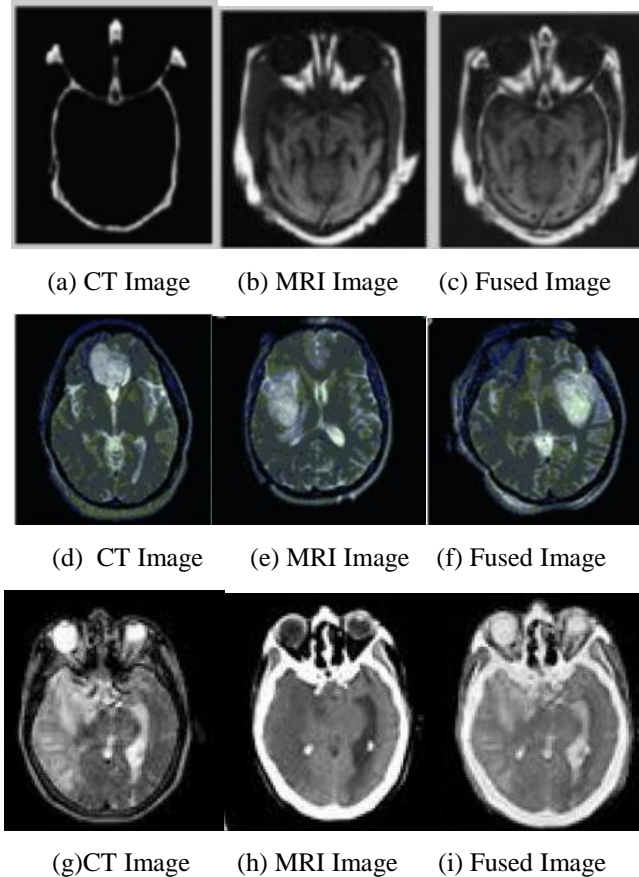 (a) CT Image (b) MRI Image (c) Fused Image
(d) CT Image (e) MRI Image (f) Fused Image
(g)CT Image (h) MRI Image (i) Fused Image